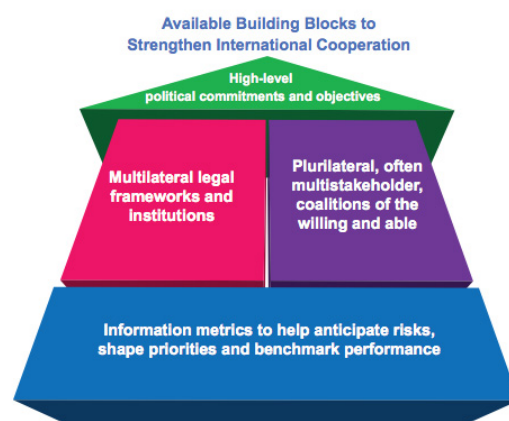 Available Building Blocks to
Strengthen International Cooperation
High-level
political commitments and objectives
Multilateral legal
frameworks and
institutions
Plurilateral, often
multistakeholder,
coalitions of the
willing and able
Information metrics to help anticipate risks,
shape priorities and benchmark performance